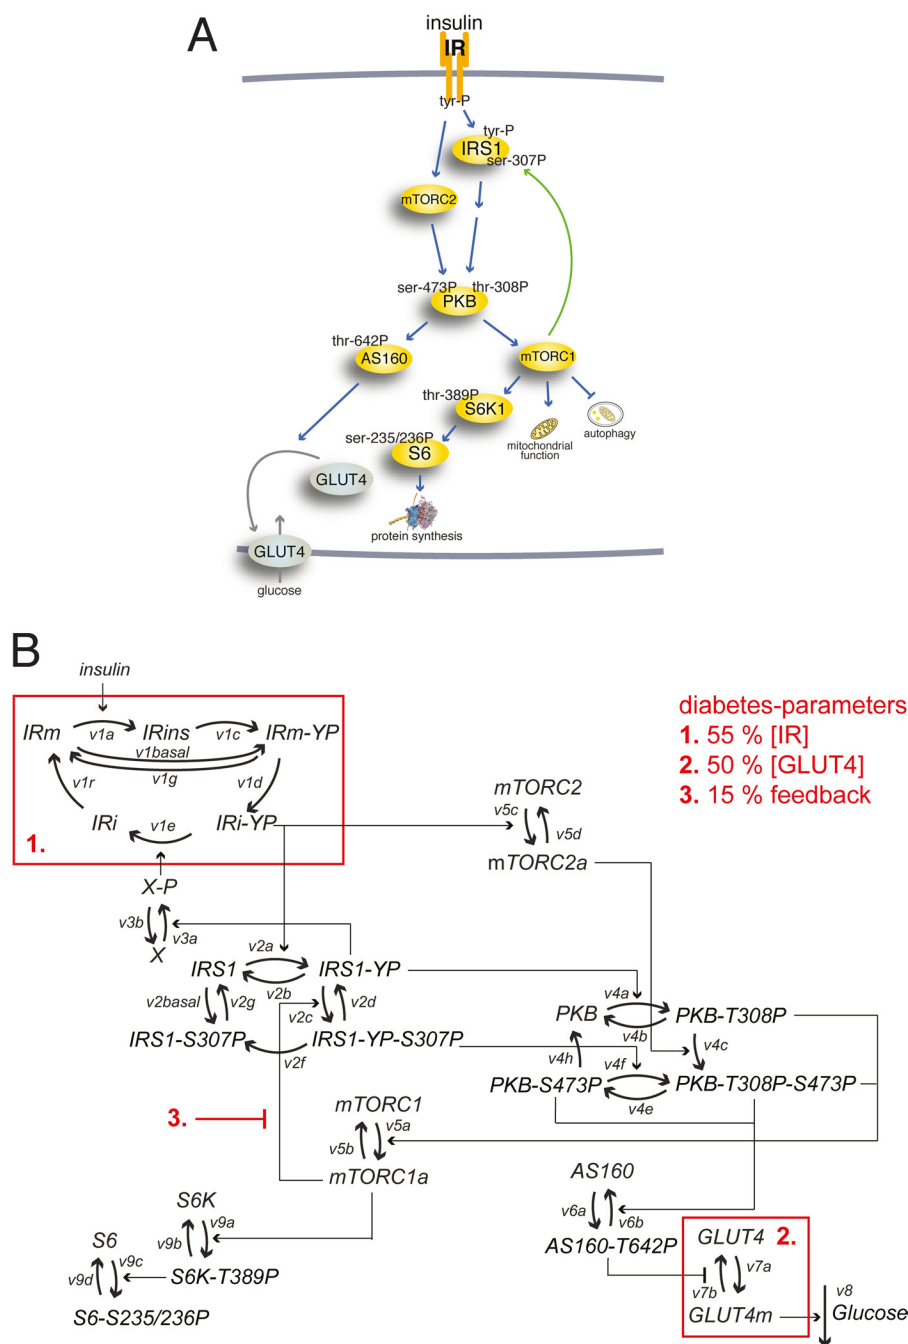 A
insulin
IR
tyr-P
tyr-P
IRS1
ser-307P
mTORC2
ser-473P thr-308P
PKB
thr-642P
AS160
mTORC1
thr-389P
S6K1
autophagy
mitochondrial
function
ser-235/236P
S6
GLUT4
protein synthesis
GLUT4
glucose
B
insulin
diabetes-parameters
1. 55 % [IR]
2. 50 % [GLUT4]
3. 15 % feedback
IRm v1a IRins v1c IRm-YP
v1basal
v1g
v1r v1d
IRi v1e IRi-YP
1.
mTORC2
v5c v5d
mTORC2a
X-P
v3b v3a
X
v2a
IRS1 IRS1-YP
v2b
v2basal v2g v2c v2d
IRS1-S307P IRS1-YP-S307P
v2f
v4a
PKB PKB-T308P
v4b
v4h v4f v4c
PKB-S473P PKB-T308P-S473P
v4e
3.
mTORC1
v5b v5a
mTORC1a
AS160
v6a v6b
AS160-T642P
S6K
v9b v9a
S6K-T389P
S6
v9d v9c
S6-S235/236P
GLUT4 2.
v7a
v7b
GLUT4m
v8
Glucose